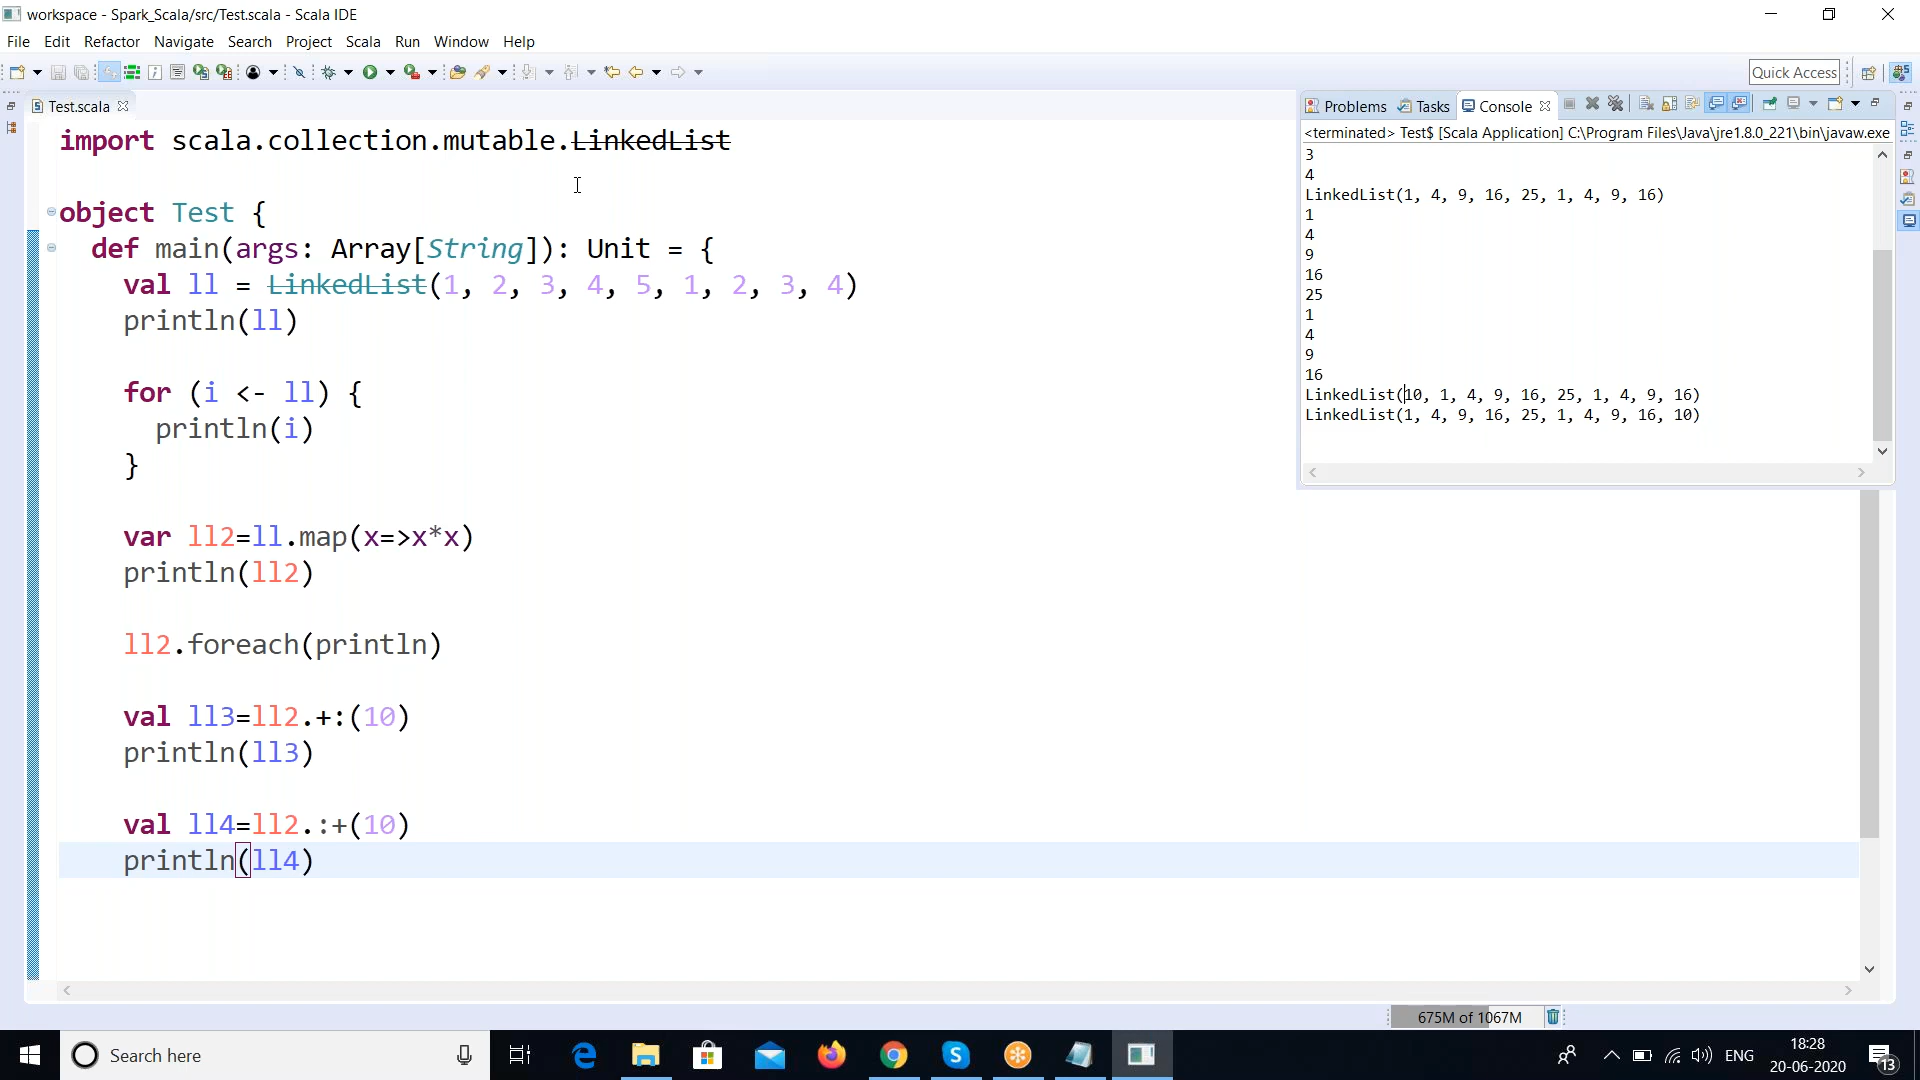 workspace - Spark_Scala/src/Test.scala - Scala IDE
File Edit Refactor Navigate Search Project Scala Run Window Help
Quick Access
Test.scala
import scala.collection.mutable.LinkedList
object Test {
def main(args: Array[String]): Unit = {
val ll = LinkedList(1, 2, 3, 4, 5, 1, 2, 3, 4)
println(ll)
for (i <- ll) {
println(i)
}
var ll2=ll.map(x=>x*x)
println(ll2)
ll2.foreach(println)
val ll3=ll2.+:(10)
println(ll3)
val ll4=ll2.:+(10)
println(ll4)
Problems Tasks Console
<terminated> Test$ [Scala Application] C:\Program Files\Java\jre1.8.0_221\bin\javaw.exe
3
4
LinkedList(1, 4, 9, 16, 25, 1, 4, 9, 16)
1
4
9
16
25
1
4
9
16
LinkedList(10, 1, 4, 9, 16, 25, 1, 4, 9, 16)
LinkedList(1, 4, 9, 16, 25, 1, 4, 9, 16, 10)
675M of 1067M
Search here
ENG
18:28
20-06-2020
13